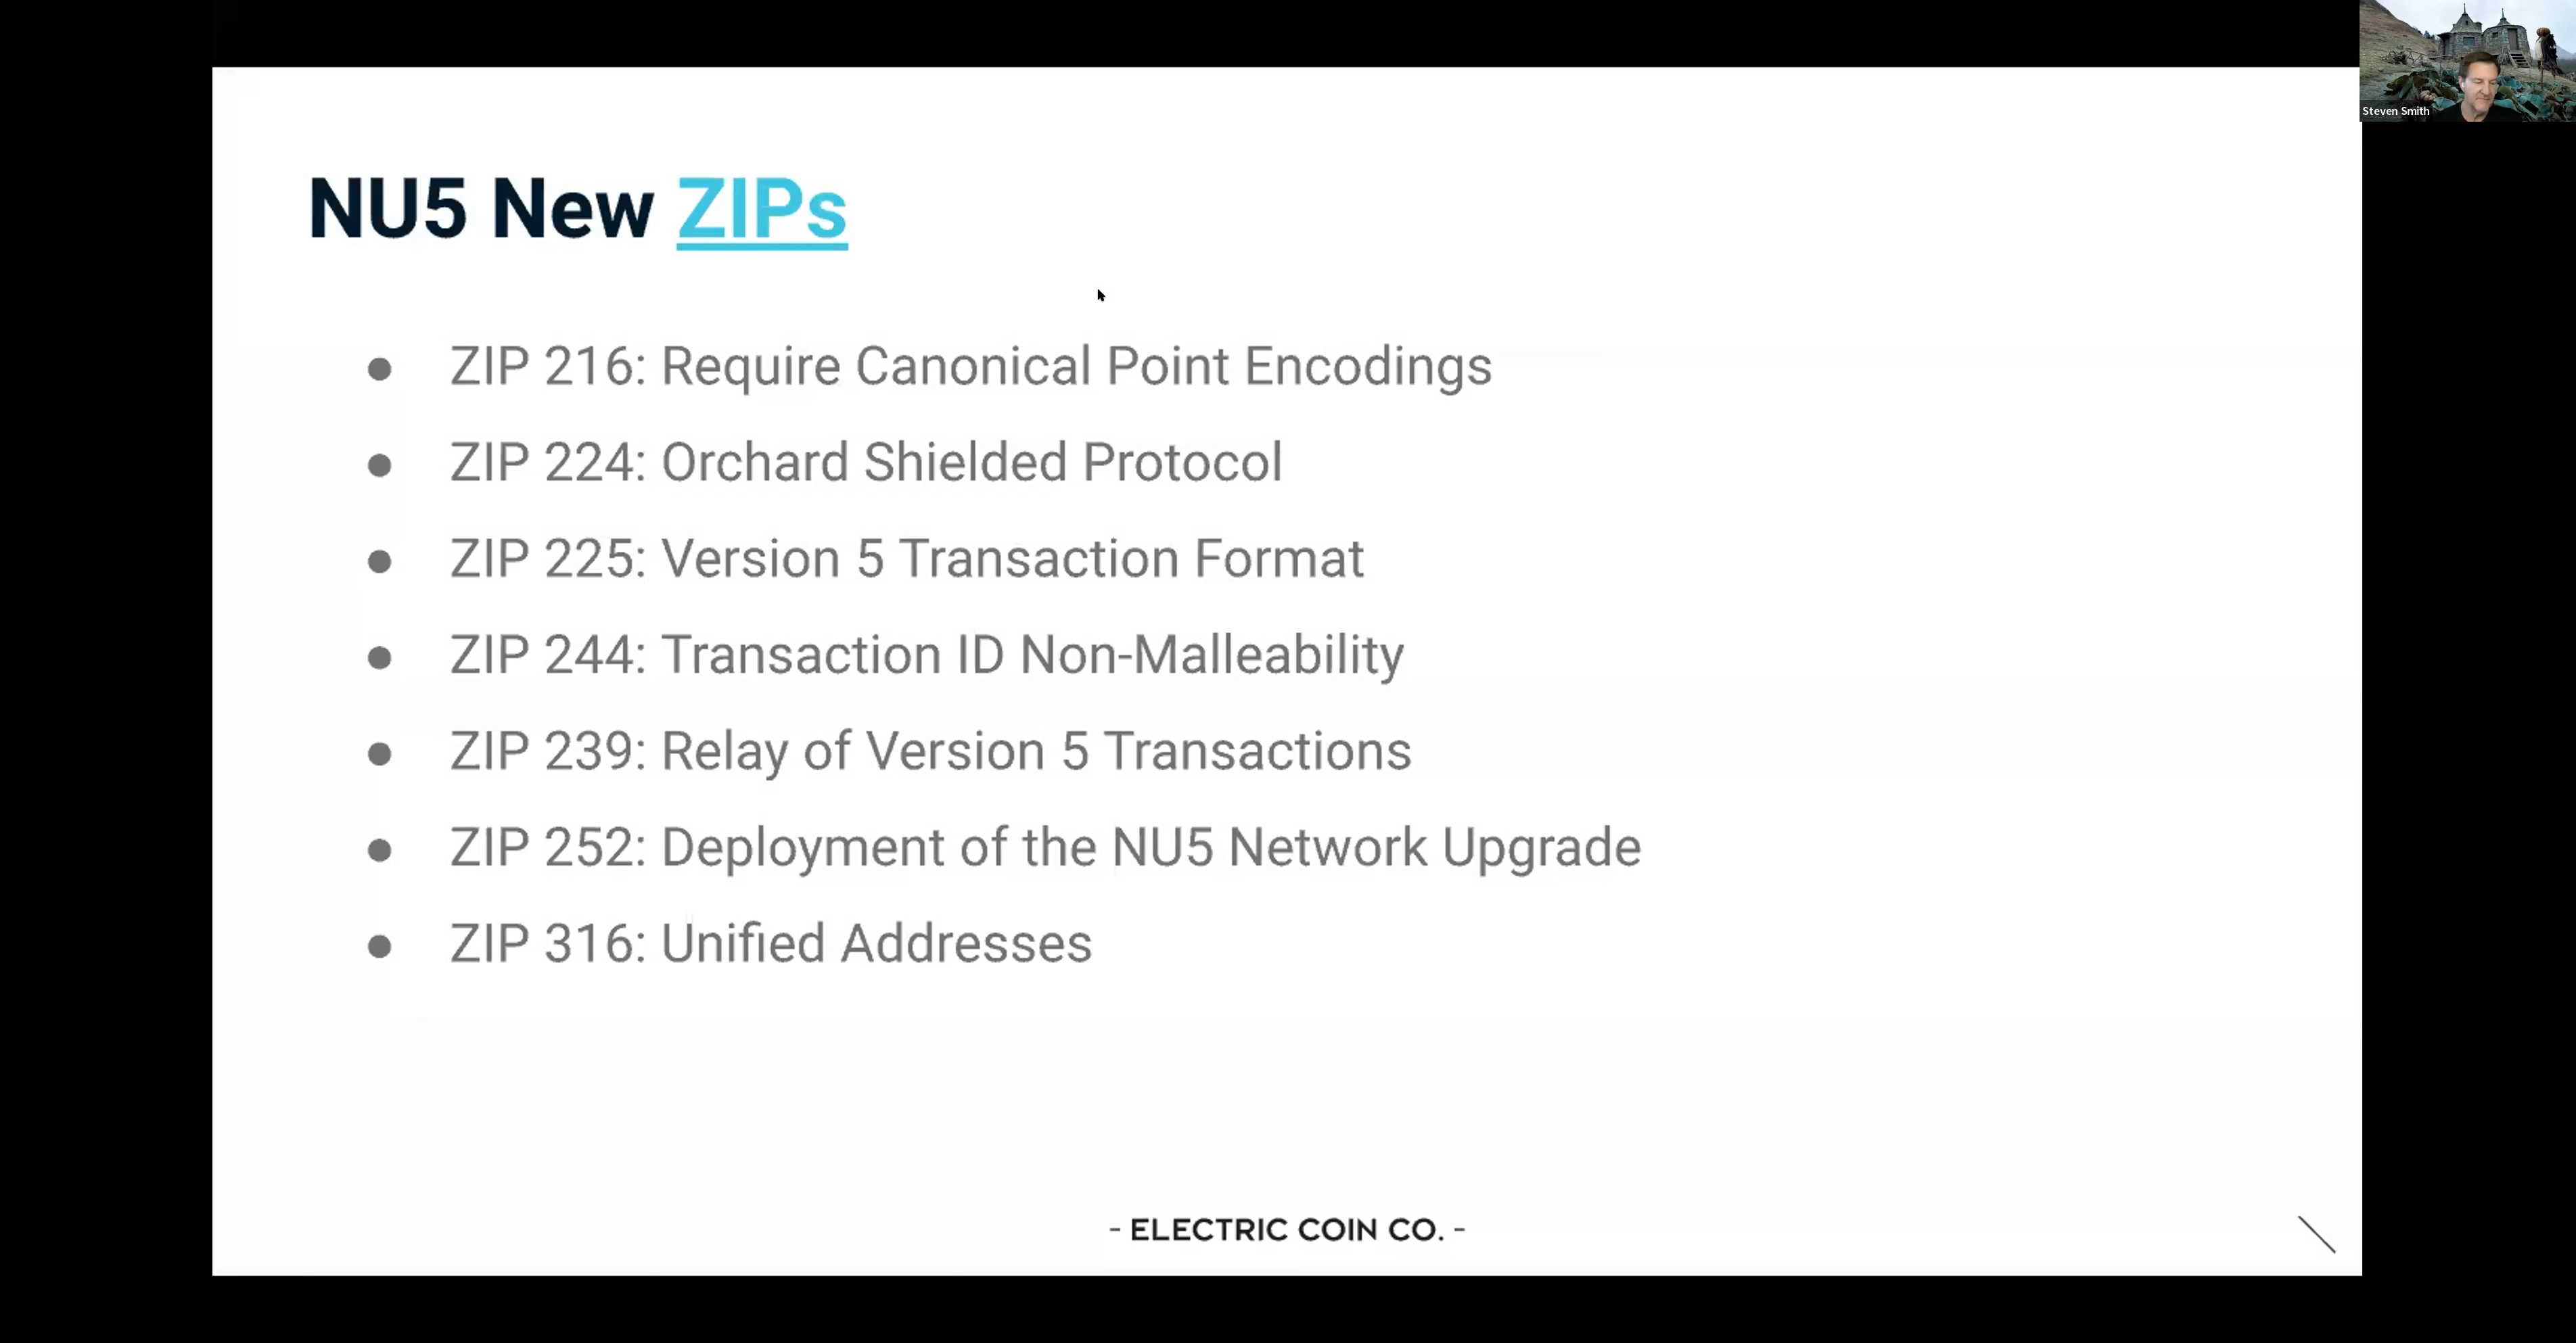 Steven Smith
NU5 New ZIPs
● ZIP 216: Require Canonical Point Encodings
● ZIP 224: Orchard Shielded Protocol
● ZIP 225: Version 5 Transaction Format
● ZIP 244: Transaction ID Non-Malleability
● ZIP 239: Relay of Version 5 Transactions
● ZIP 252: Deployment of the NU5 Network Upgrade
● ZIP 316: Unified Addresses
- ELECTRIC COIN CO. -